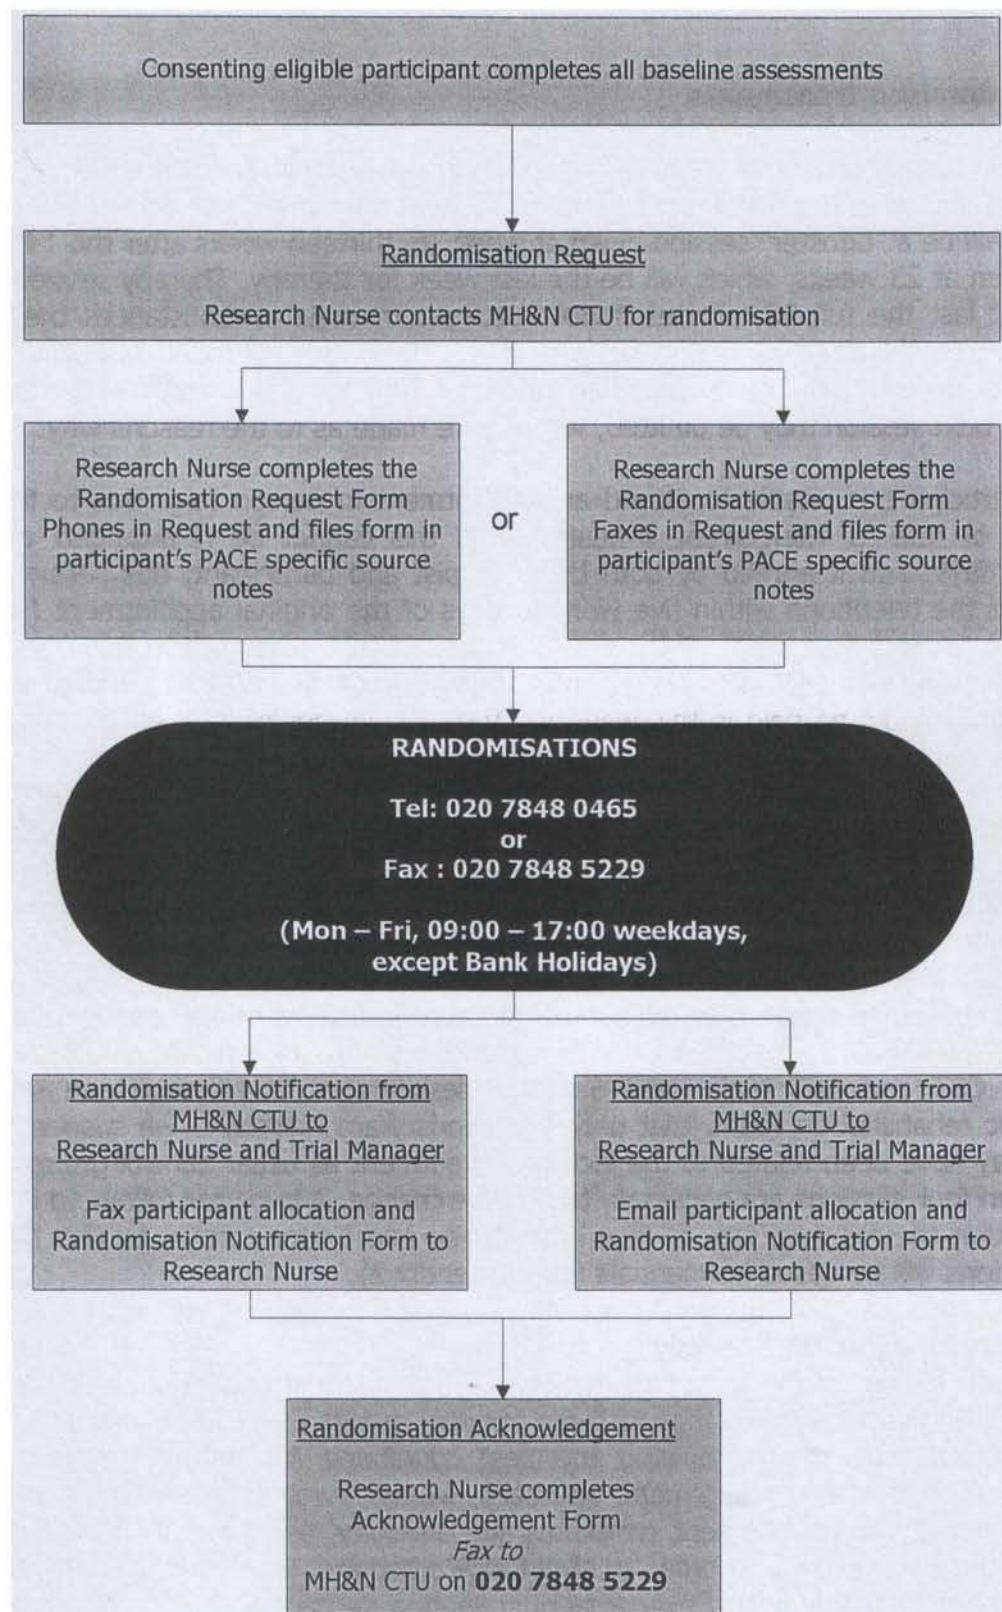 Consenting eligible participant completes all baseline assessments
Randomisation Request
Research Nurse contacts MH&N CTU for randomisation
Research Nurse completes the
Randomisation Request Form
Phones in Request and files form in
participant's PACE specific source
notes
or
Research Nurse completes the
Randomisation Request Form
Faxes in Request and files form in
participant's PACE specific source
notes
RANDOMISATIONS
Tel: 020 7848 0465
or
Fax : 020 7848 5229
(Mon – Fri, 09:00 – 17:00 weekdays,
except Bank Holidays)
Randomisation Notification from
MH&N CTU to
Research Nurse and Trial Manager
Fax participant allocation and
Randomisation Notification Form to
Research Nurse
Randomisation Notification from
MH&N CTU to
Research Nurse and Trial Manager
Email participant allocation and
Randomisation Notification Form to
Research Nurse
Randomisation Acknowledgement
Research Nurse completes
Acknowledgement Form
Fax to
MH&N CTU on 020 7848 5229